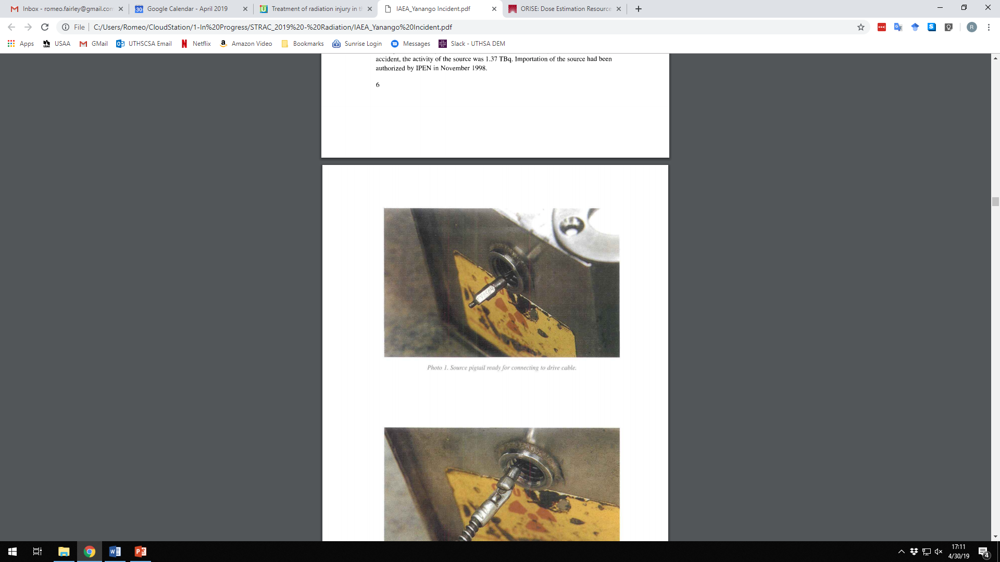 Inbox - romeo.fairley@gmail.com
Google Calendar - April 2019
Treatment of radiation injury in t
IAEA_Yanango Incident.pdf
ORISE: Dose Estimation Resource
File
C:/Users/Romeo/CloudStation/1-In%20Progress/STRAC_2019%20-%20Radiation/IAEA_Yanango%20Incident.pdf
R
Apps
USAA
GMail
UTHSCSA Email
Netflix
Amazon Video
Bookmarks
Sunrise Login
Messages
Slack - UTHSA DEM
accident, the activity of the source was 1.37 TBq. Importation of the source had been
authorized by IPEN in November 1998.
6
Photo 1. Source pigtail ready for connecting to drive cable.
17:11
4/30/19
4